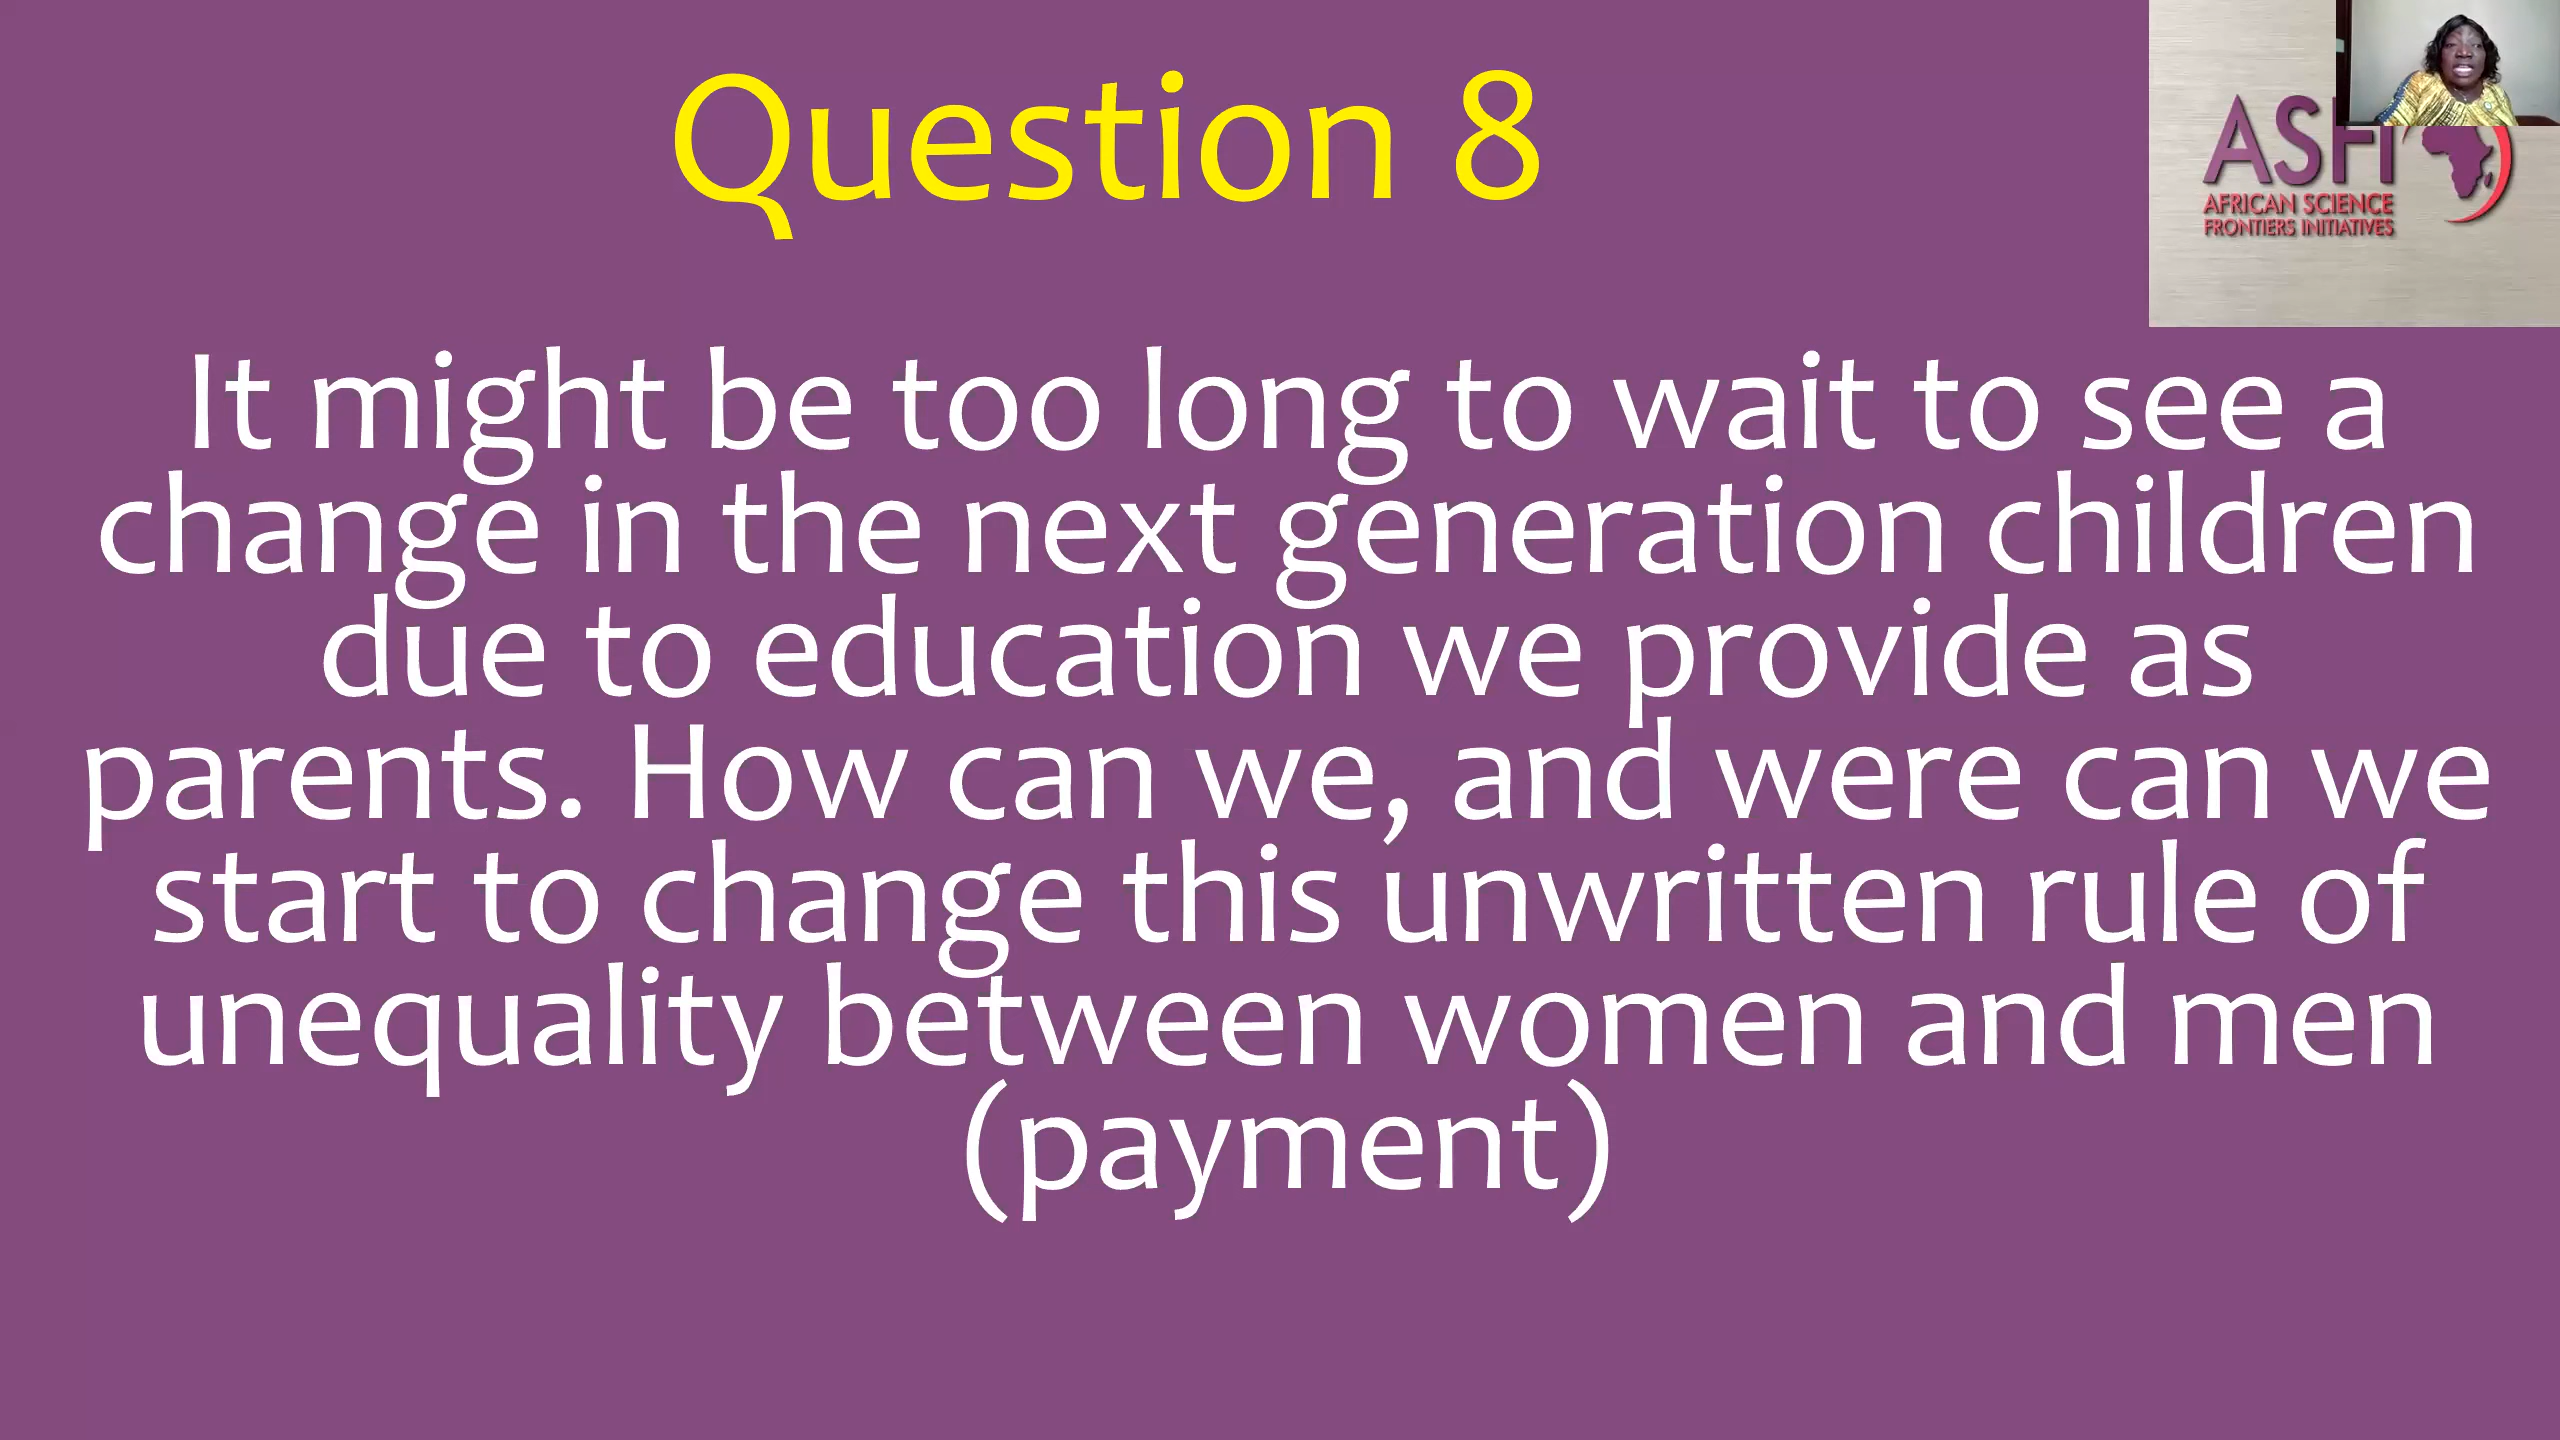 Question 8
ASFI
AFRICAN SCIENCE
FRONTIERS INITIATIVES
It might be too long to wait to see a
change in the next generation children
due to education we provide as
parents. How can we, and were can we
start to change this unwritten rule of
unequality between women and men
(payment)